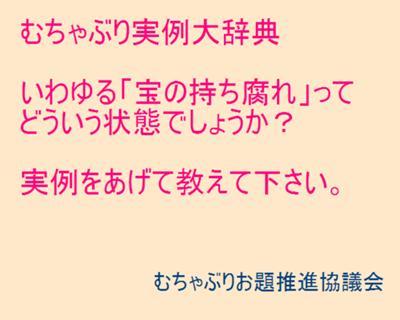 むちゃぶり実例大辞典
いわゆる「宝の持ち腐れ」って
どういう状態でしょうか？
実例をあげて教えて下さい。
むちゃぶりお題推進協議会